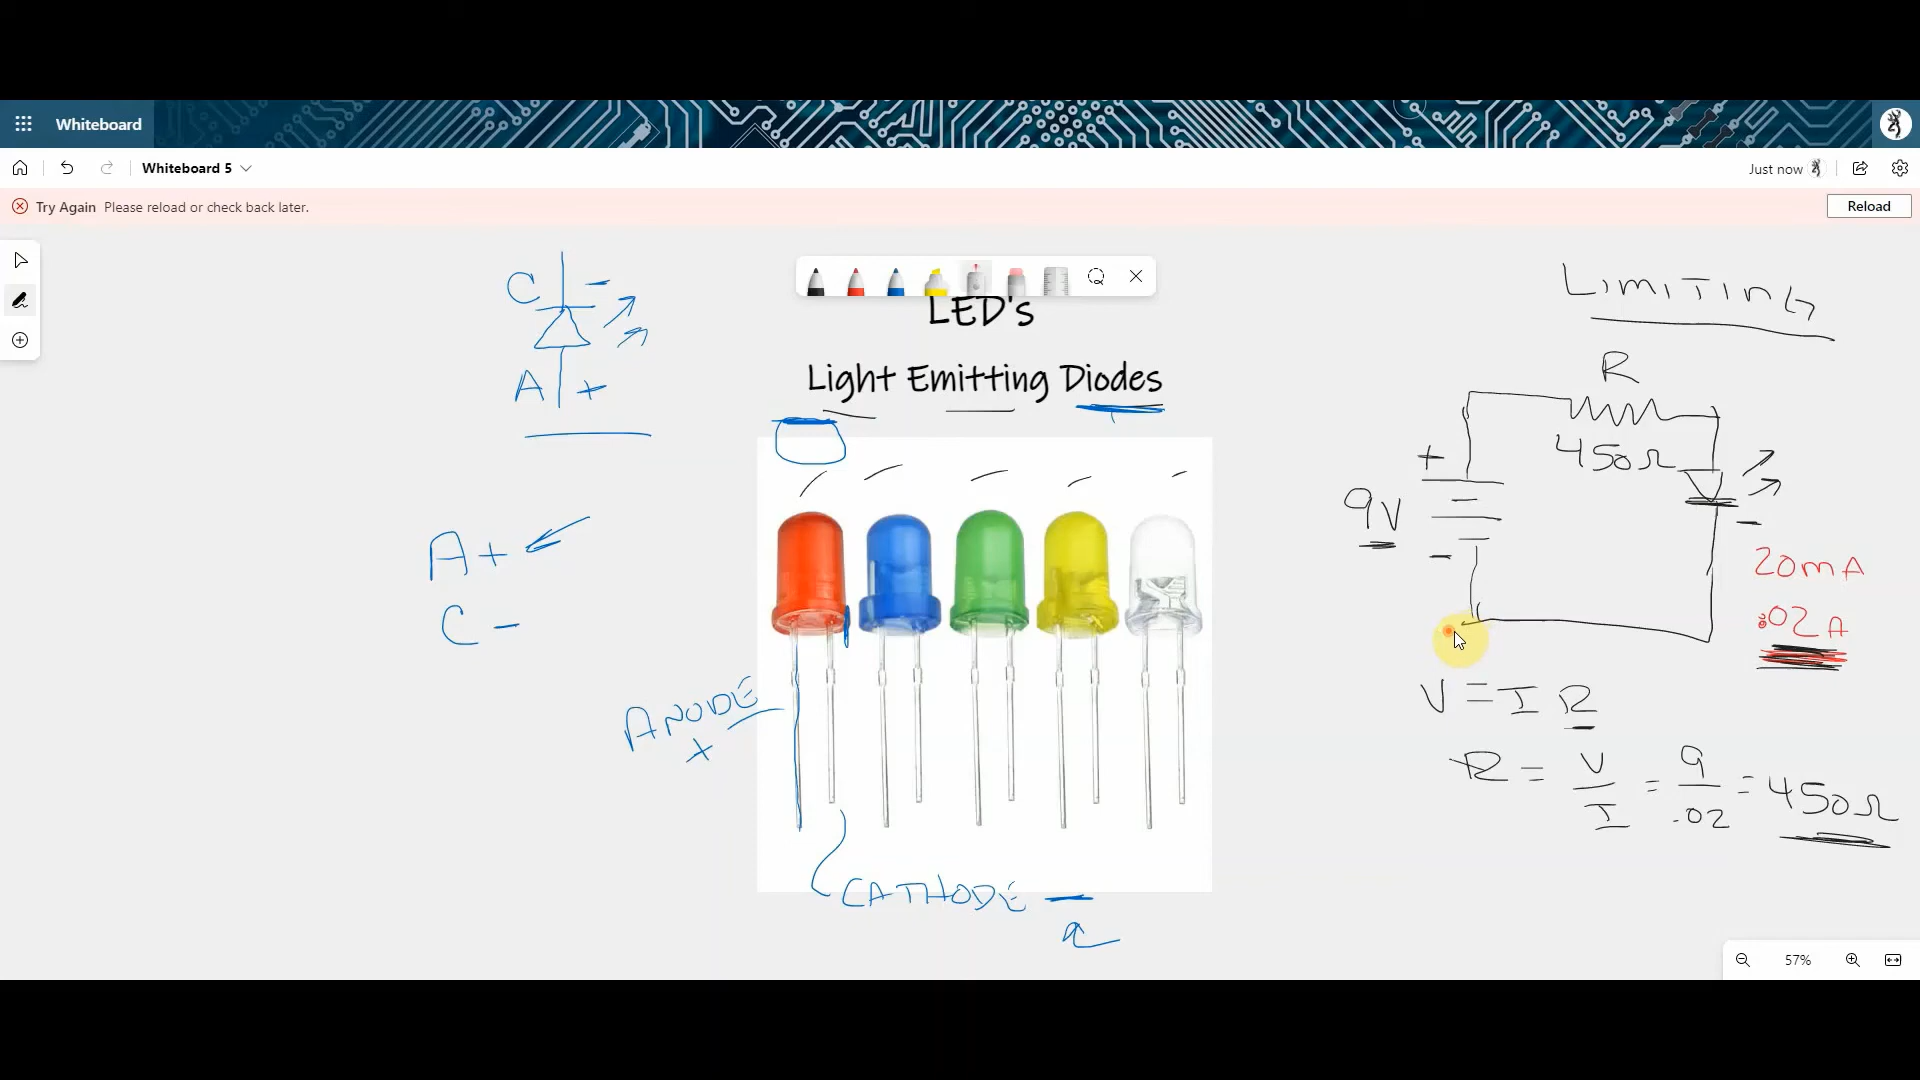 Whiteboard
Whiteboard 5
Just now
Try Again Please reload or check back later.
Reload
C -
A +
LED's
Light Emitting Diodes
A +
C -
ANODE
+
CATHODE -
LIMITING
R
450Ω
+
9V
-
-
20mA
.02A
V = I R
R = V/I = 9/.02 = 450Ω
57%